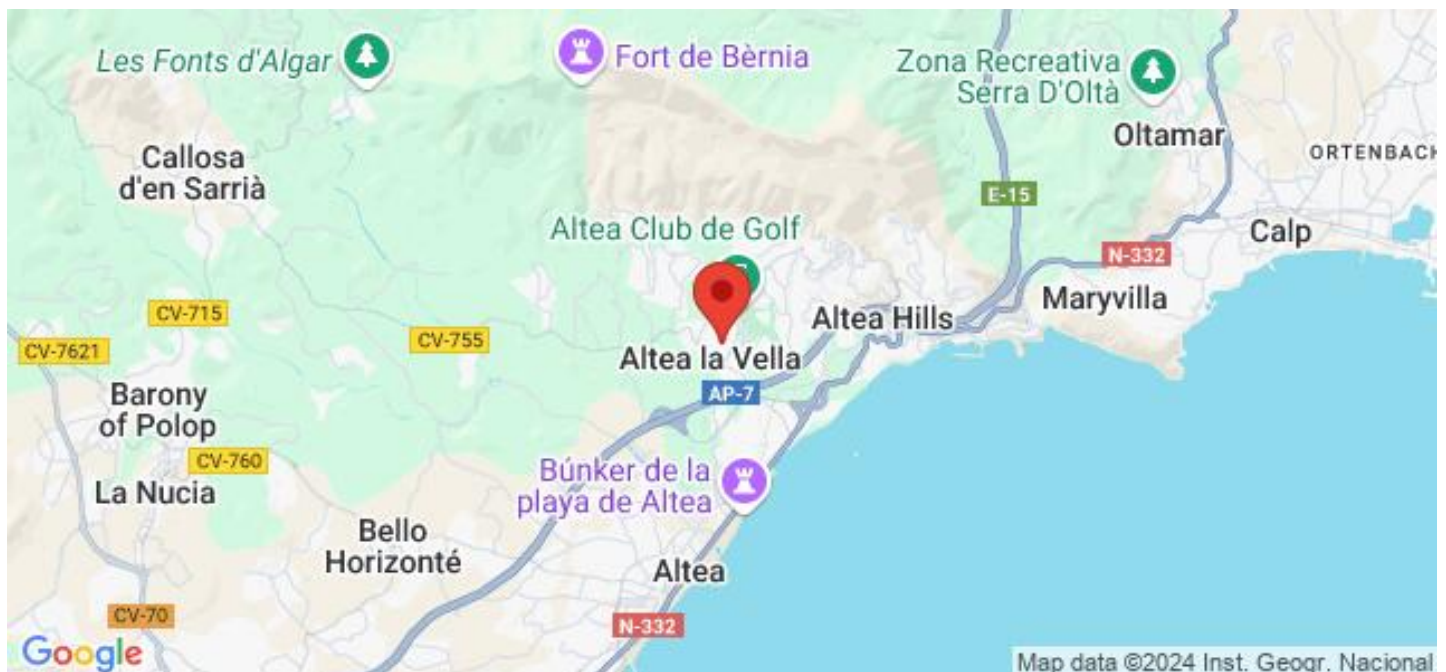 Les Fonts d'Algar
Fort de Bèrnia
Zona Recreativa
Serra D'Oltà
Oltamar
ORTENBACH
Callosa
d'en Sarrià
E-15
Altea Club de Golf
Calp
N-332
Maryvilla
CV-715
Altea Hills
CV-755
CV-7621
Altea la Vella
AP-7
Barony
of Polop
CV-760
Búnker de la
playa de Altea
La Nucia
Bello
Horizonté
Altea
CV-70
N-332
Google
Map data ©2024 Inst. Geogr. Nacional